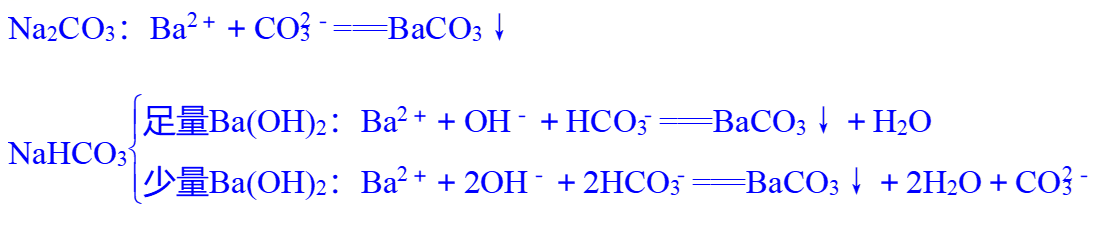 Na₂CO₃：Ba²⁺＋CO₃²⁻===BaCO₃↓
NaHCO₃
足量Ba(OH)₂：Ba²⁺＋OH⁻＋HCO₃⁻===BaCO₃↓＋H₂O
少量Ba(OH)₂：Ba²⁺＋2OH⁻＋2HCO₃⁻===BaCO₃↓＋2H₂O＋CO₃²⁻